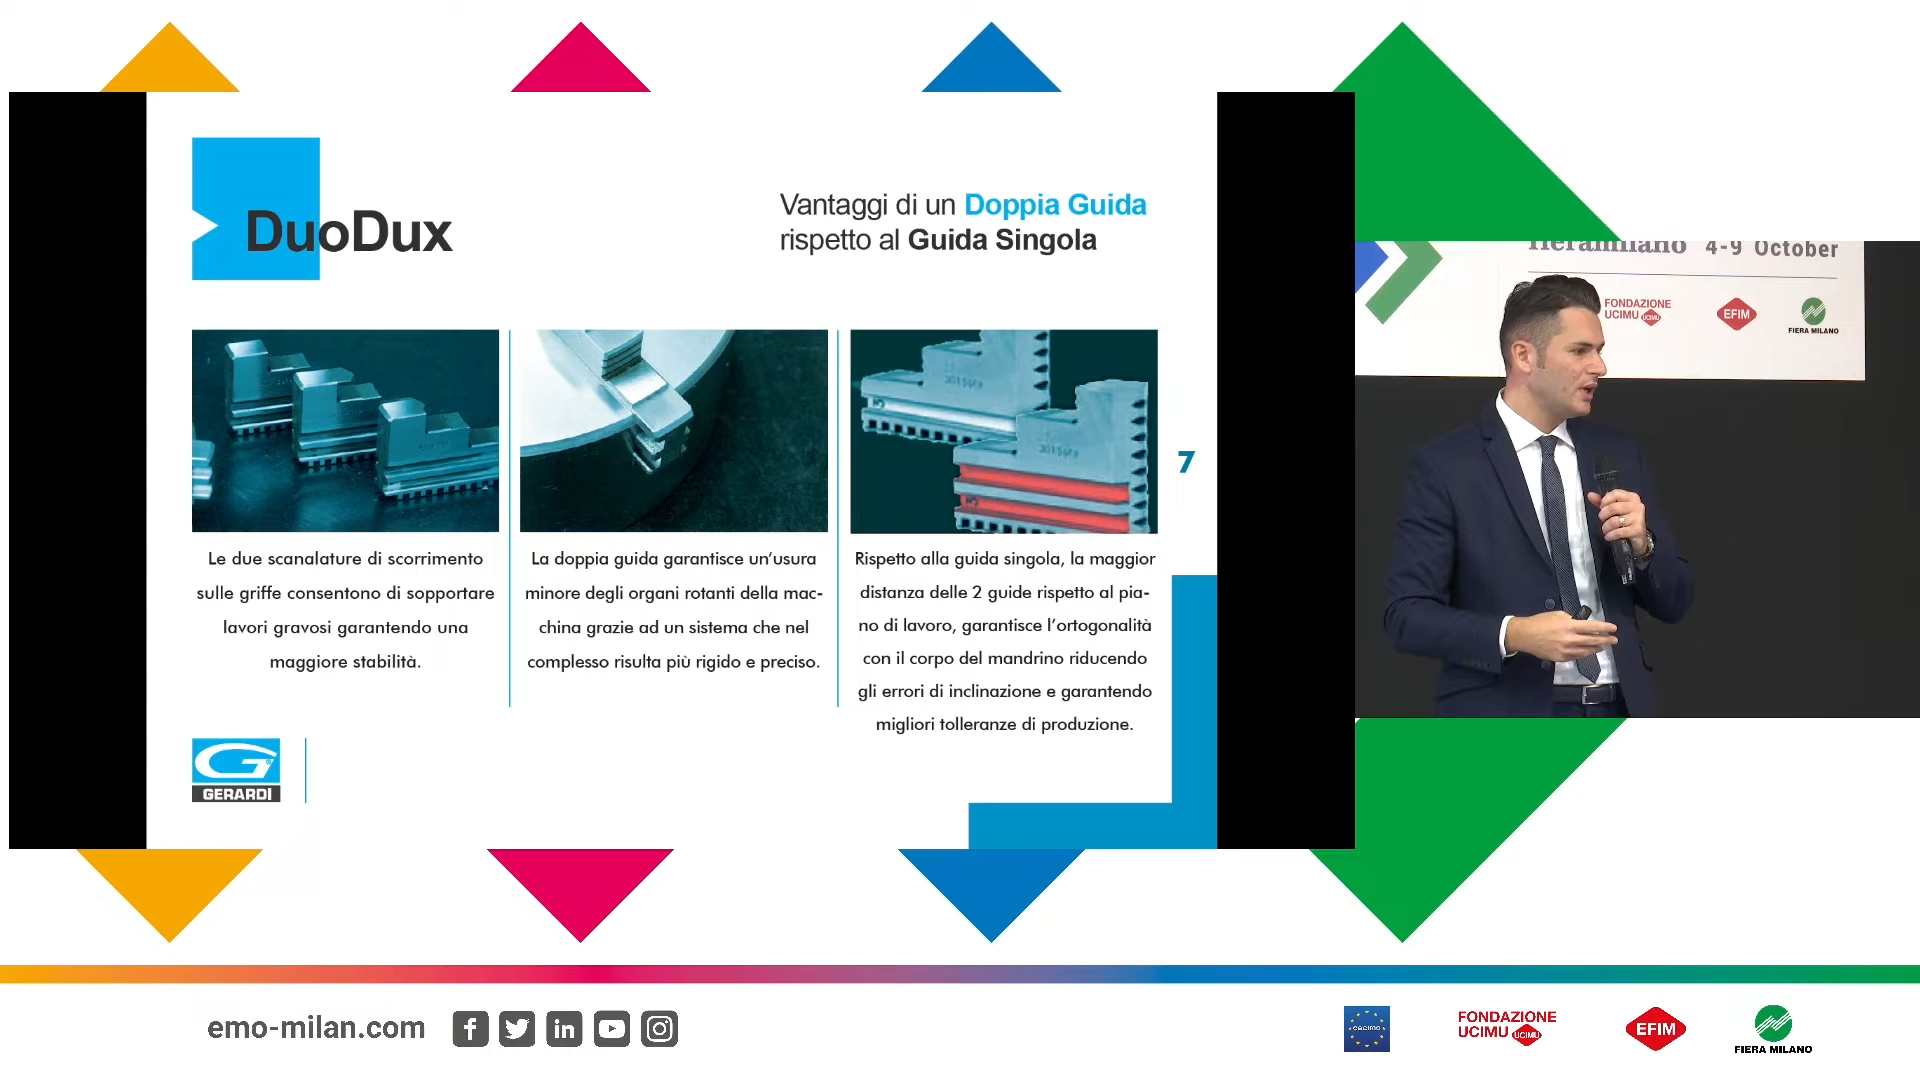 DuoDux
Vantaggi di un Doppia Guida
rispetto al Guida Singola
Le due scanalature di scorrimento
sulle griffe consentono di sopportare
lavori gravosi garantendo una
maggiore stabilità.
La doppia guida garantisce un'usura
minore degli organi rotanti della mac-
china grazie ad un sistema che nel
complesso risulta più rigido e preciso.
Rispetto alla guida singola, la maggior
distanza delle 2 guide rispetto al pia-
no di lavoro, garantisce l'ortogonalità
con il corpo del mandrino riducendo
gli errori di inclinazione e garantendo
migliori tolleranze di produzione.
7
G
GERARDI
fieramilano 4-9 October
FONDAZIONE
UCIMU UCIMU
EFIM
FIERA MILANO
emo-milan.com
cecimo
FONDAZIONE
UCIMU UCIMU
EFIM
FIERA MILANO